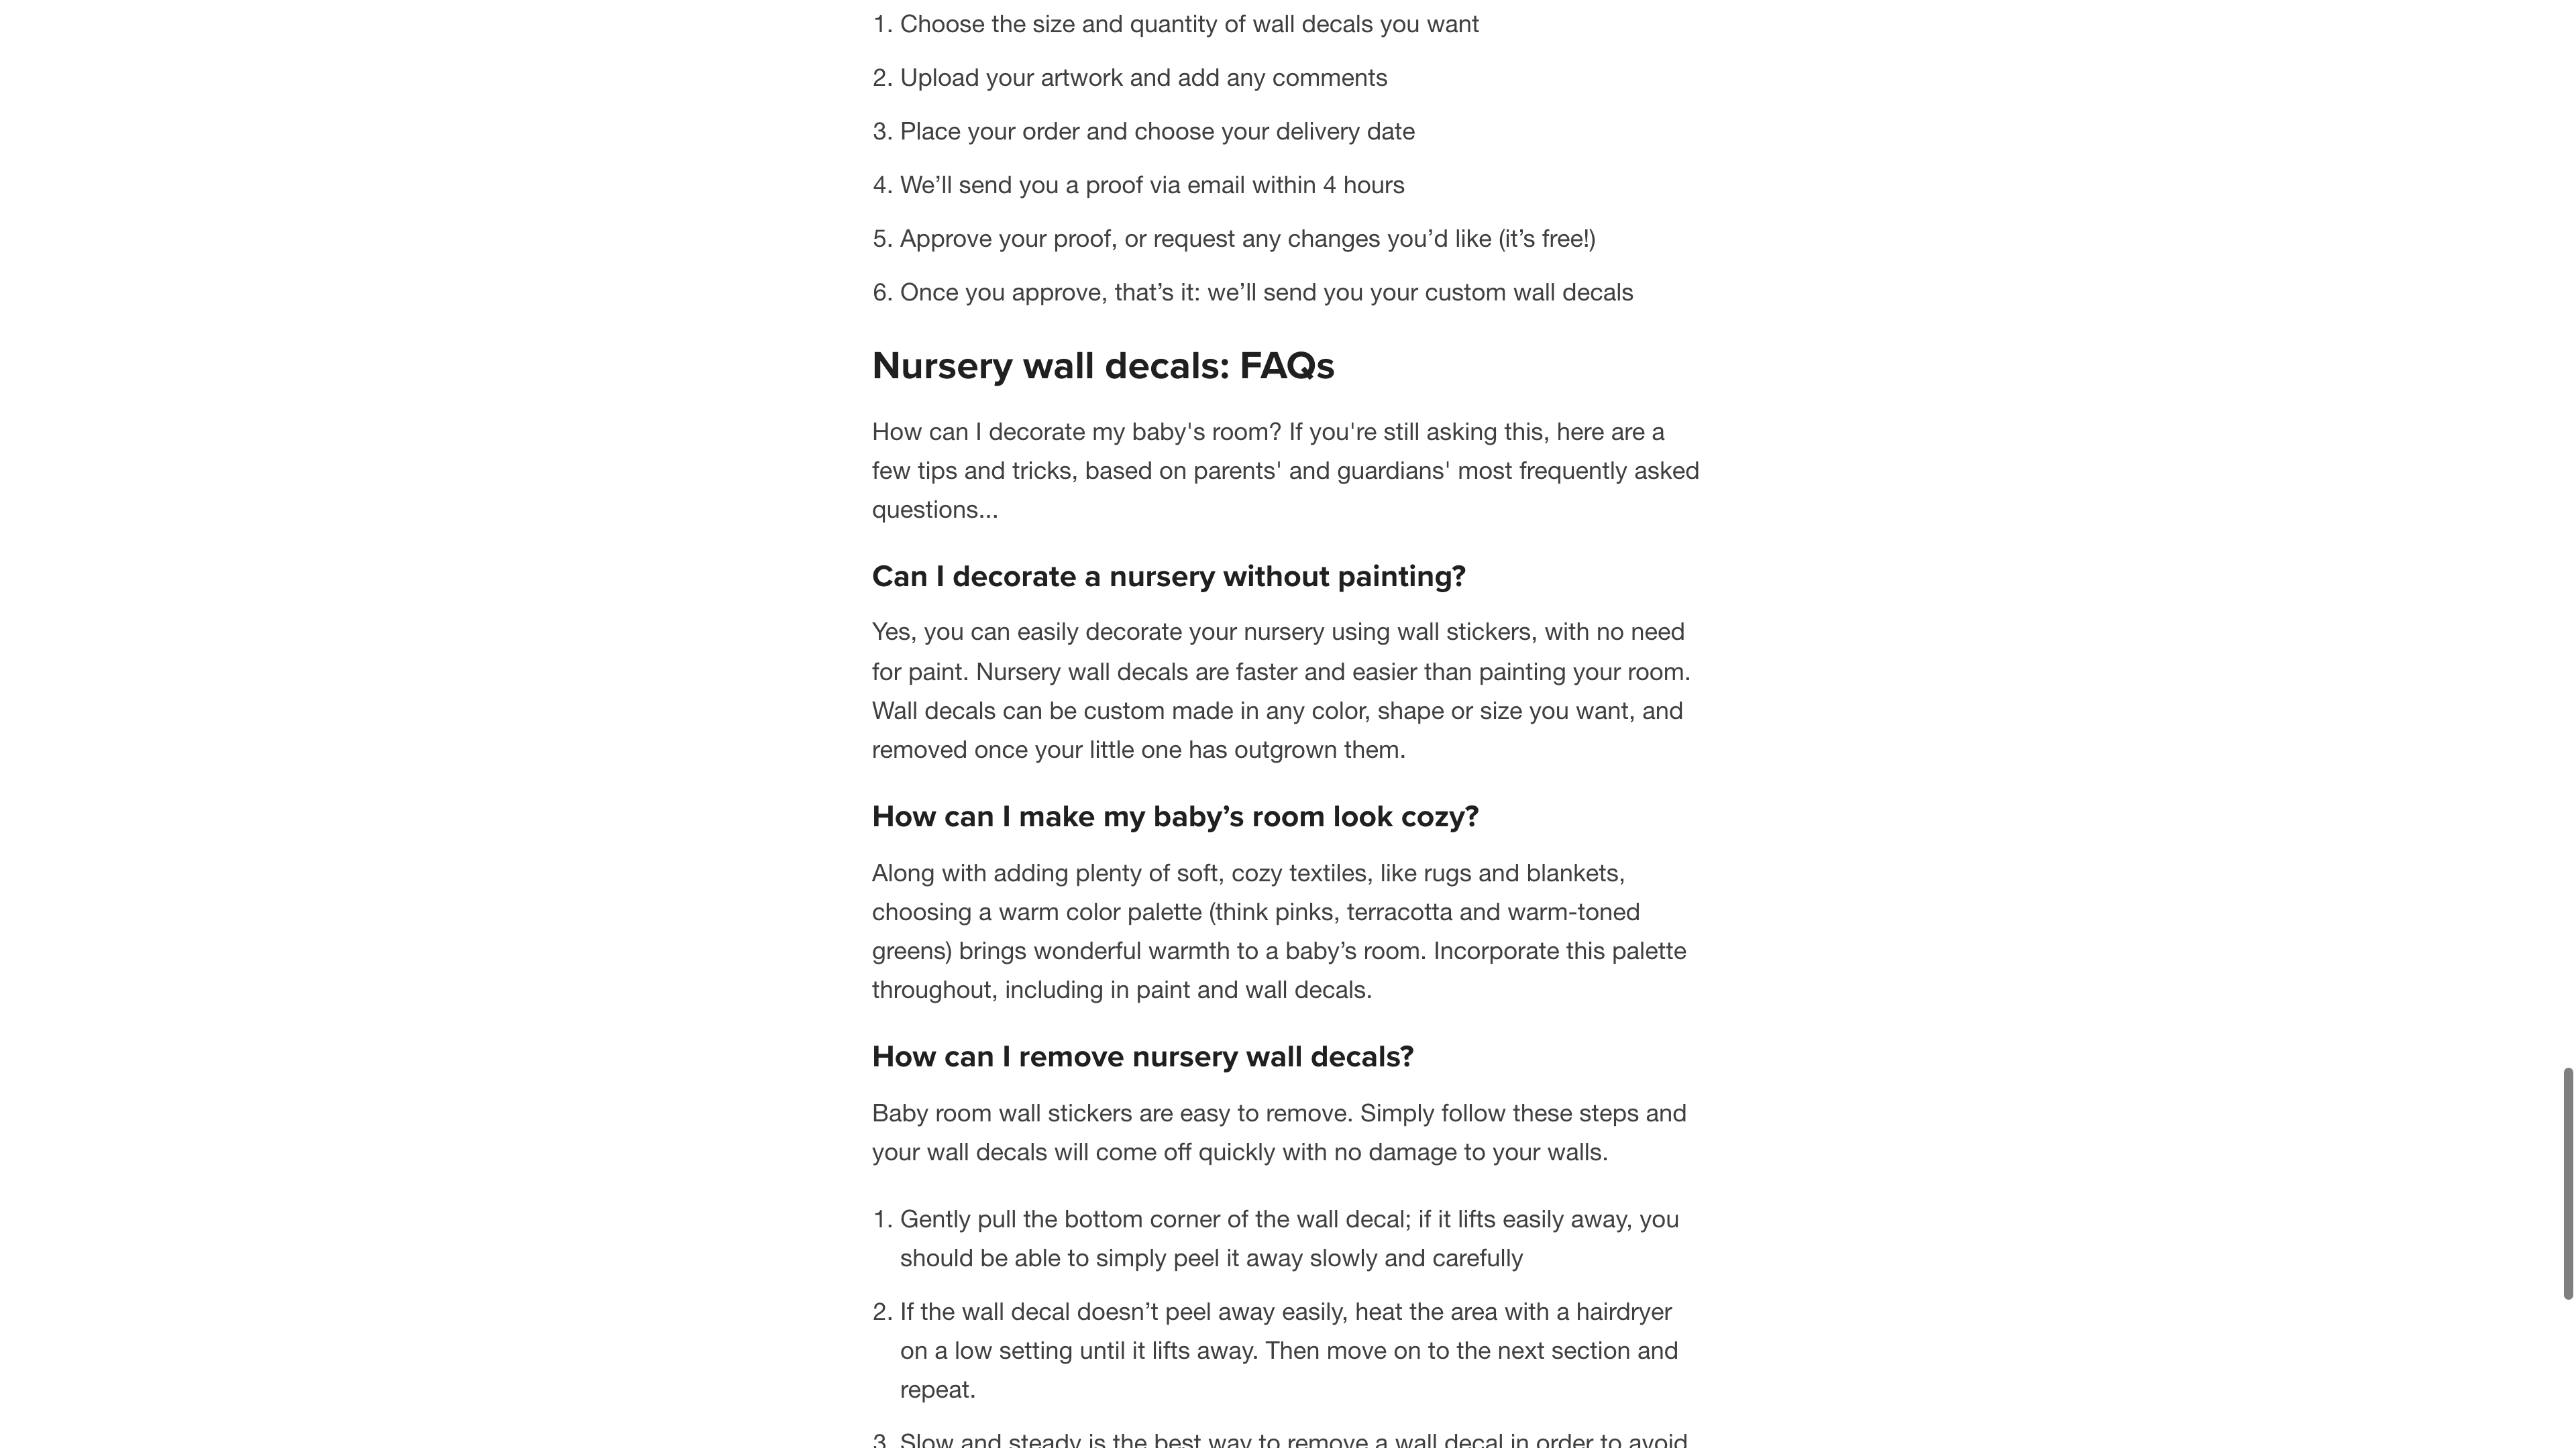 1. Choose the size and quantity of wall decals you want
2. Upload your artwork and add any comments
3. Place your order and choose your delivery date
4. We’ll send you a proof via email within 4 hours
5. Approve your proof, or request any changes you’d like (it’s free!)
6. Once you approve, that’s it: we’ll send you your custom wall decals
Nursery wall decals: FAQs
How can I decorate my baby's room? If you're still asking this, here are a
few tips and tricks, based on parents' and guardians' most frequently asked
questions...
Can I decorate a nursery without painting?
Yes, you can easily decorate your nursery using wall stickers, with no need
for paint. Nursery wall decals are faster and easier than painting your room.
Wall decals can be custom made in any color, shape or size you want, and
removed once your little one has outgrown them.
How can I make my baby’s room look cozy?
Along with adding plenty of soft, cozy textiles, like rugs and blankets,
choosing a warm color palette (think pinks, terracotta and warm-toned
greens) brings wonderful warmth to a baby’s room. Incorporate this palette
throughout, including in paint and wall decals.
How can I remove nursery wall decals?
Baby room wall stickers are easy to remove. Simply follow these steps and
your wall decals will come off quickly with no damage to your walls.
1. Gently pull the bottom corner of the wall decal; if it lifts easily away, you
should be able to simply peel it away slowly and carefully
2. If the wall decal doesn’t peel away easily, heat the area with a hairdryer
on a low setting until it lifts away. Then move on to the next section and
repeat.
3. Slow and steady is the best way to remove a wall decal in order to avoid